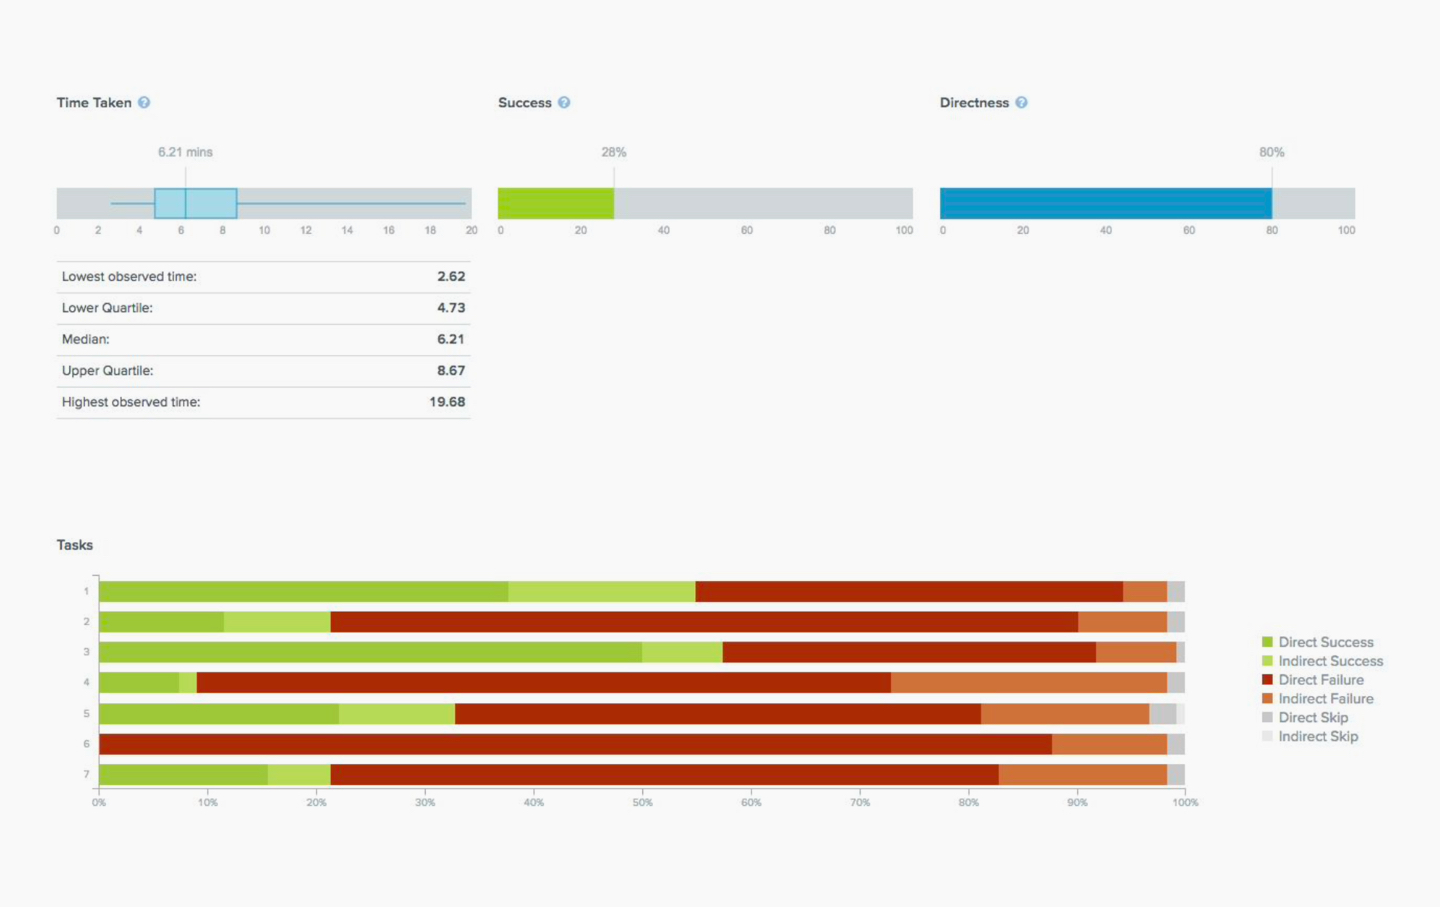 Time Taken ?
6.21 mins
0 2 4 6 8 10 12 14 16 18 20
Lowest observed time: 2.62
Lower Quartile: 4.73
Median: 6.21
Upper Quartile: 8.67
Highest observed time: 19.68
Success ?
28%
0 20 40 60 80 100
Directness ?
80%
0 20 40 60 80 100
Tasks
1
2
3
4
5
6
7
0% 10% 20% 30% 40% 50% 60% 70% 80% 90% 100%
Direct Success
Indirect Success
Direct Failure
Indirect Failure
Direct Skip
Indirect Skip